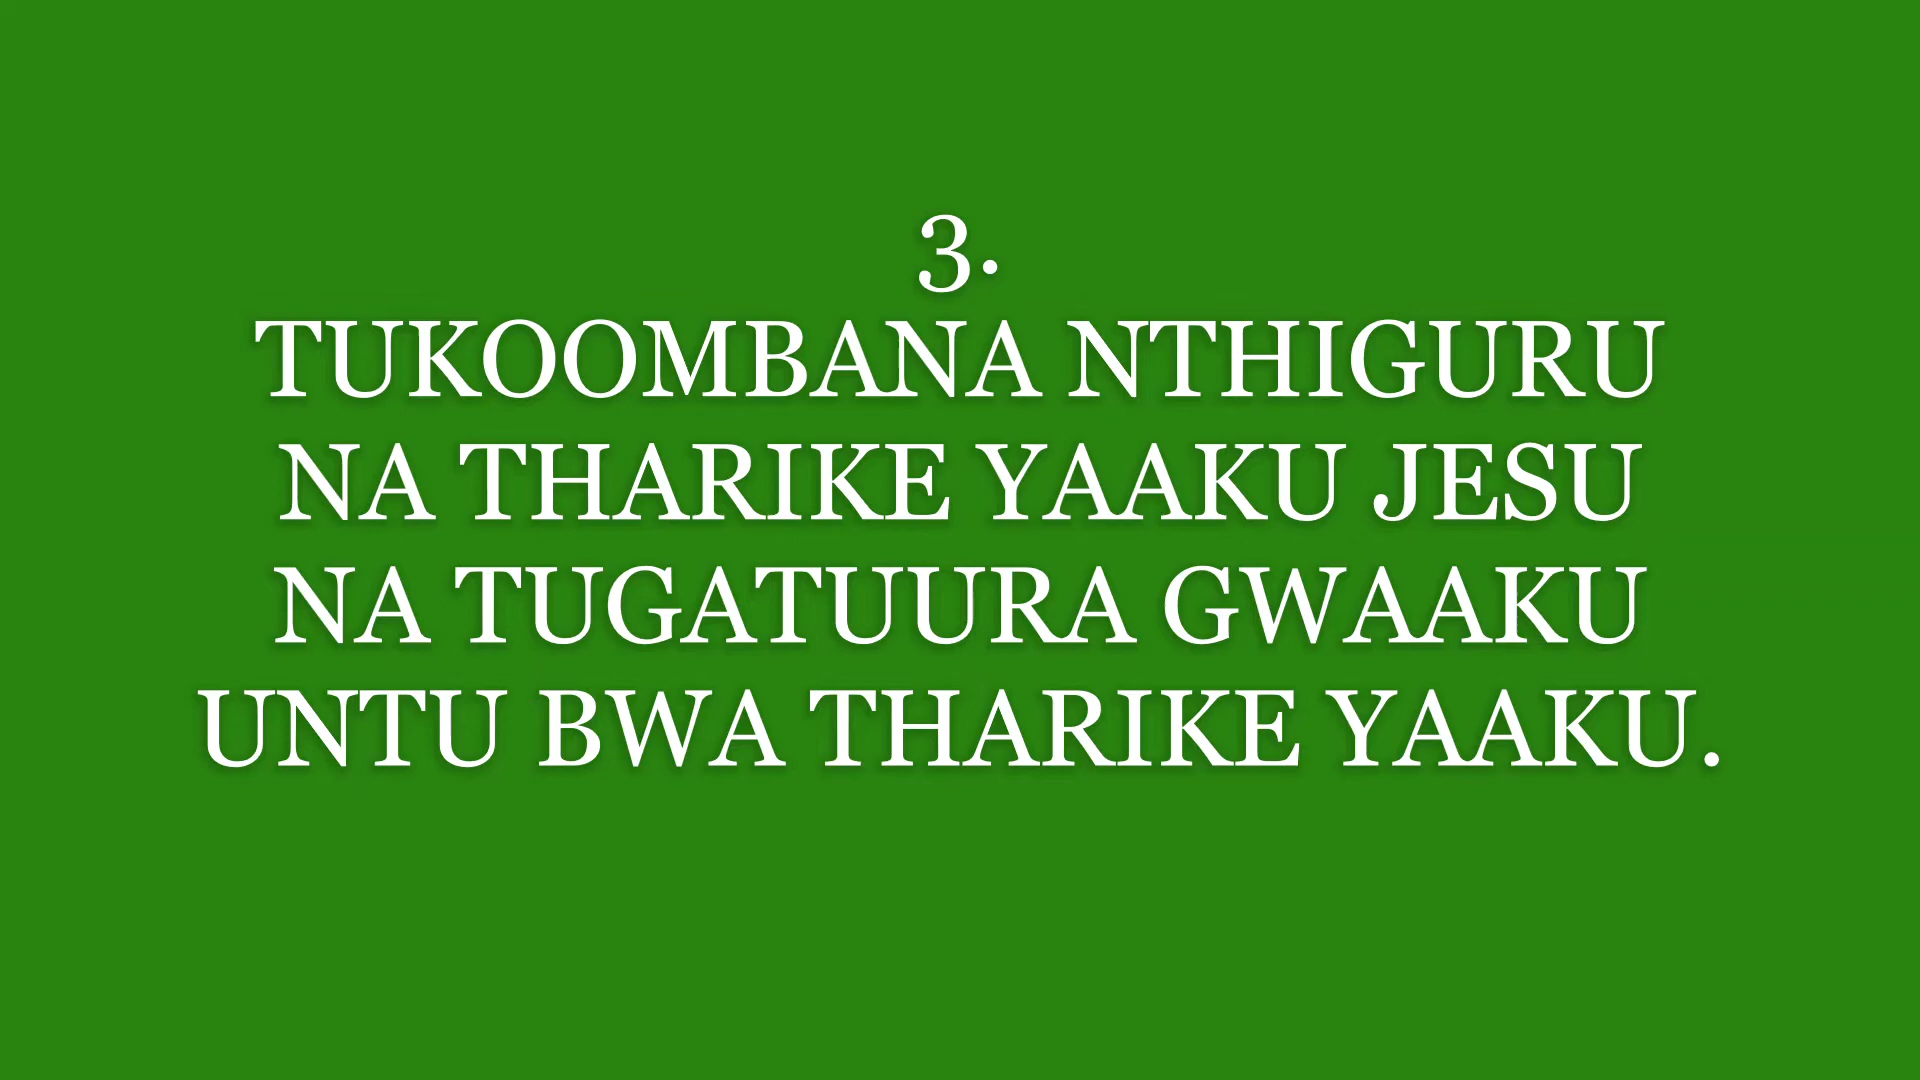 3.
TUKOOMBANA NTHIGURU
NA THARIKE YAAKU JESU
NA TUGATUURA GWAAKU
UNTU BWA THARIKE YAAKU.